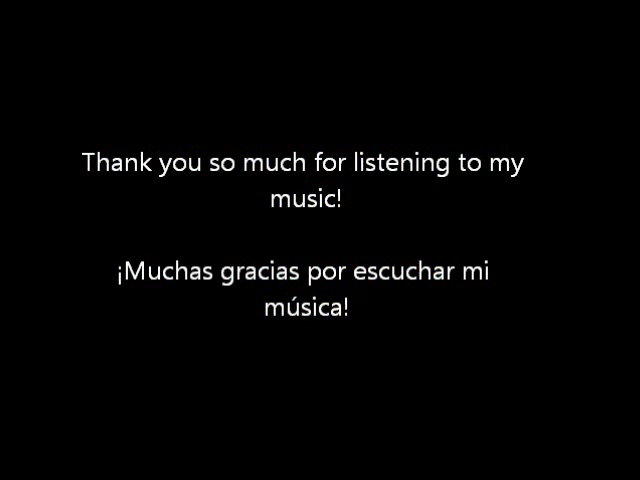 Thank you so much for listening to my
music!
¡Muchas gracias por escuchar mi
música!